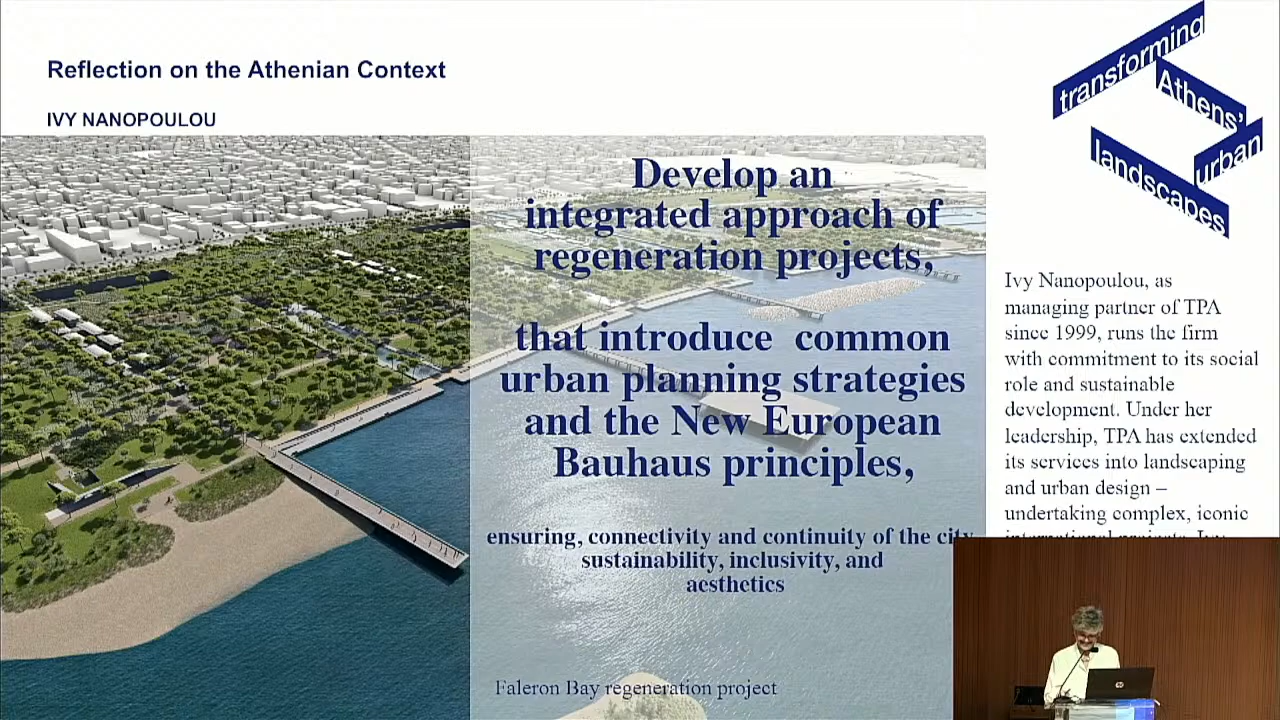 Reflection on the Athenian Context
IVY NANOPOULOU
Develop an
integrated approach of
regeneration projects,
that introduce common
urban planning strategies
and the New European
Bauhaus principles,
ensuring, connectivity and continuity of the city
sustainability, inclusivity, and
aesthetics
Faleron Bay regeneration project
transforming
Athens'
urban
landscapes
Ivy Nanopoulou, as
managing partner of TPA
since 1999, runs the firm
with commitment to its social
role and sustainable
development. Under her
leadership, TPA has extended
its services into landscaping
and urban design –
undertaking complex, iconic
international projects. Ivy
hp